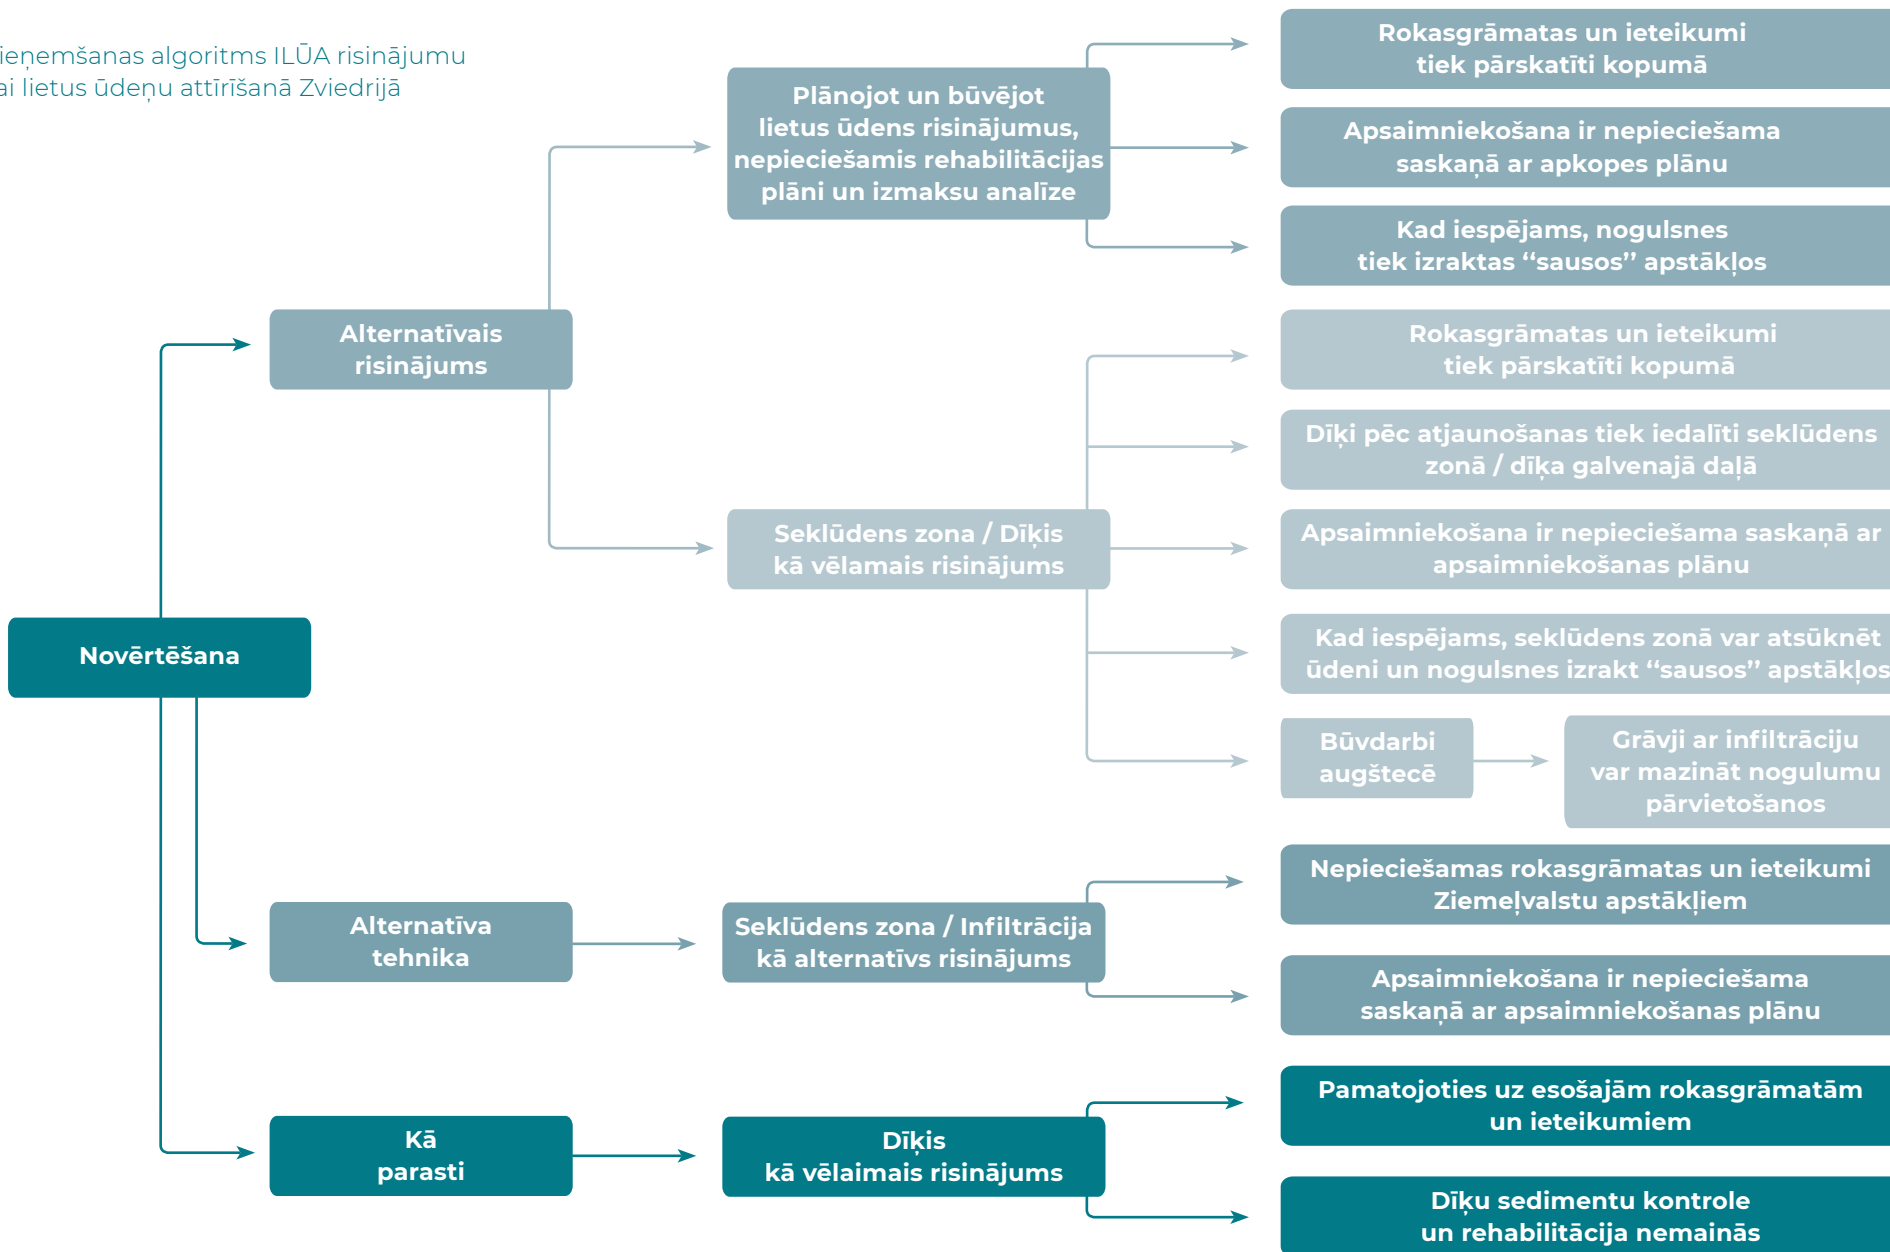 ieņemšanas algoritms ILŪA risinājumu
ai lietus ūdeņu attīrīšanā Zviedrijā
Novērtēšana
Alternatīvais
risinājums
Plānojot un būvējot
lietus ūdens risinājumus,
nepieciešamis rehabilitācijas
plāni un izmaksu analīze
Rokasgrāmatas un ieteikumi
tiek pārskatīti kopumā
Apsaimniekošana ir nepieciešama
saskaņā ar apkopes plānu
Kad iespējams, nogulsnes
tiek izraktas “sausos” apstākļos
Seklūdens zona / Dīķis
kā vēlamais risinājums
Rokasgrāmatas un ieteikumi
tiek pārskatīti kopumā
Dīķi pēc atjaunošanas tiek iedalīti seklūdens
zonā / dīķa galvenajā daļā
Apsaimniekošana ir nepieciešama saskaņā ar
apsaimniekošanas plānu
Kad iespējams, seklūdens zonā var atsūknēt
ūdeni un nogulsnes izrakt “sausos” apstākļos
Būvdarbi
augštecē
Grāvji ar infiltrāciju
var mazināt nogulumu
pārvietošanos
Alternatīva
tehnika
Seklūdens zona / Infiltrācija
kā alternatīvs risinājums
Nepieciešamas rokasgrāmatas un ieteikumi
Ziemeļvalstu apstākļiem
Apsaimniekošana ir nepieciešama
saskaņā ar apsaimniekošanas plānu
Kā
parasti
Dīķis
kā vēlaimais risinājums
Pamatojoties uz esošajām rokasgrāmatām
un ieteikumiem
Dīķu sedimentu kontrole
un rehabilitācija nemainās